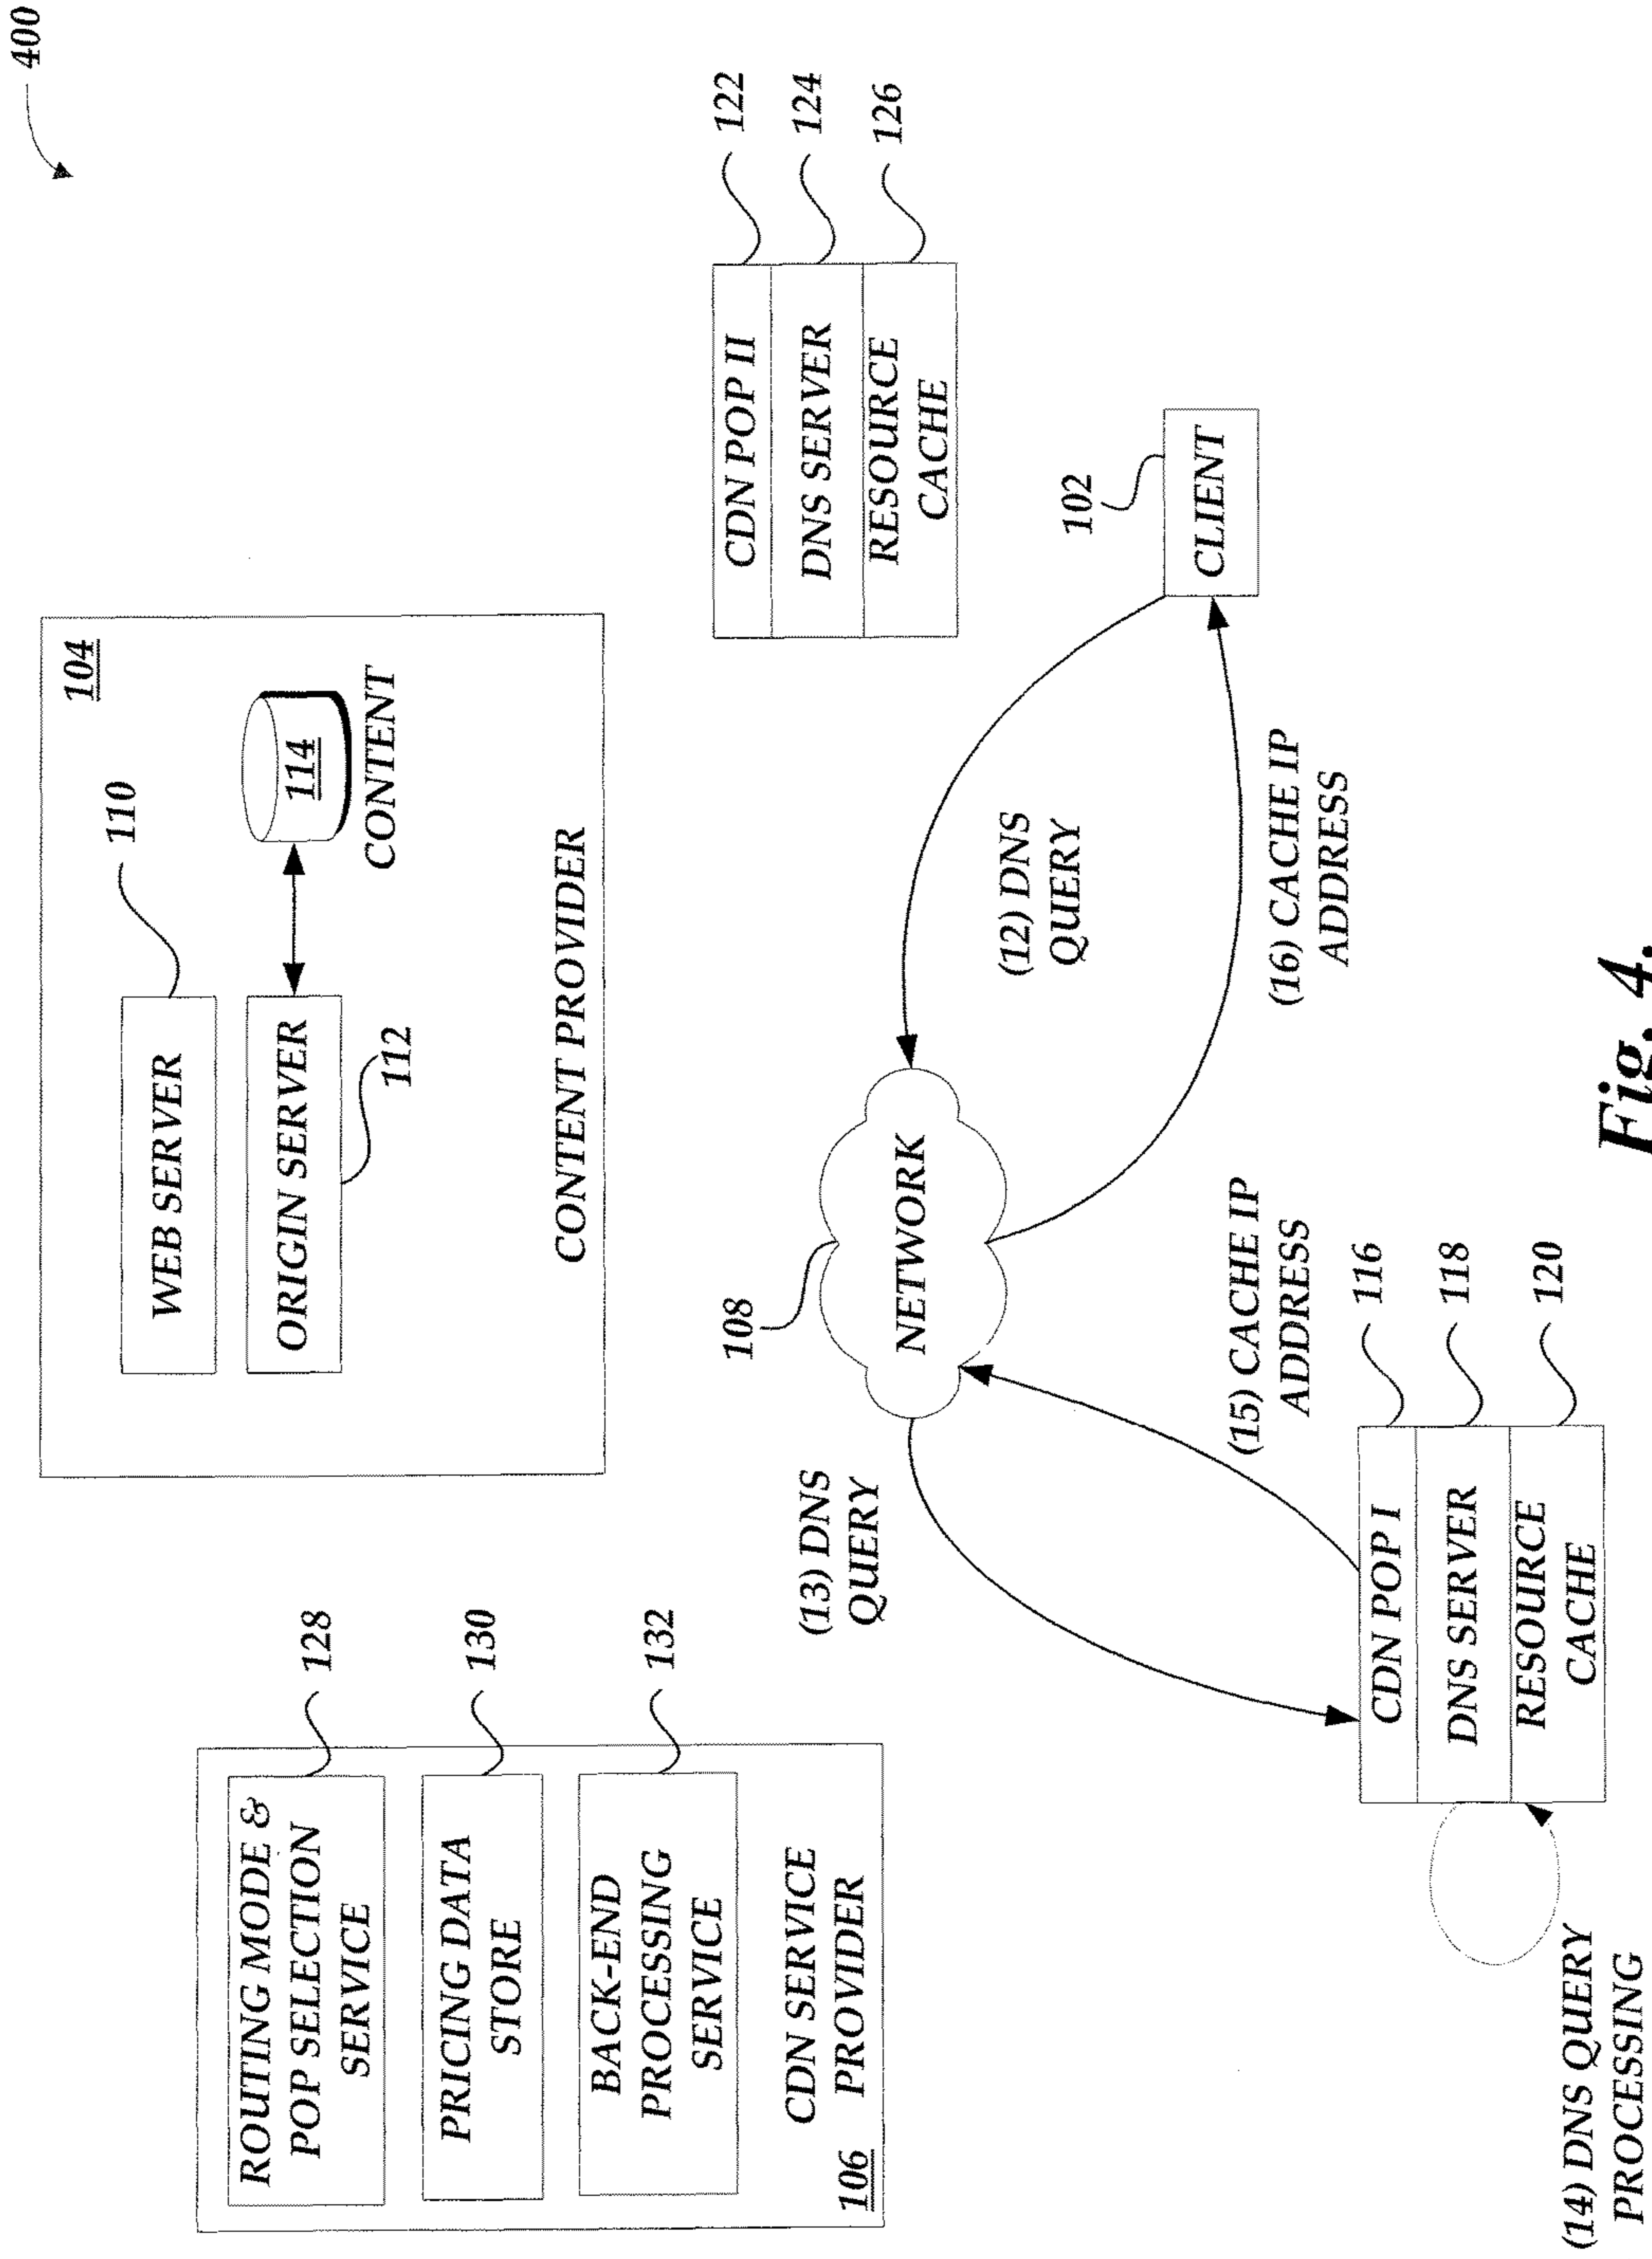 400
ROUTING MODE &
POP SELECTION
SERVICE
128
PRICING DATA
STORE
130
BACK-END
PROCESSING
SERVICE
132
CDN SERVICE
PROVIDER
106
WEB SERVER
110
ORIGIN SERVER
112
114
CONTENT
104
CONTENT PROVIDER
CDN POP II
122
DNS SERVER
124
RESOURCE
CACHE
126
108
NETWORK
(13) DNS
QUERY
(12) DNS
QUERY
102
CLIENT
(15) CACHE IP
ADDRESS
(16) CACHE IP
ADDRESS
CDN POP I
116
DNS SERVER
118
RESOURCE
CACHE
120
(14) DNS QUERY
PROCESSING
Fig. 4.